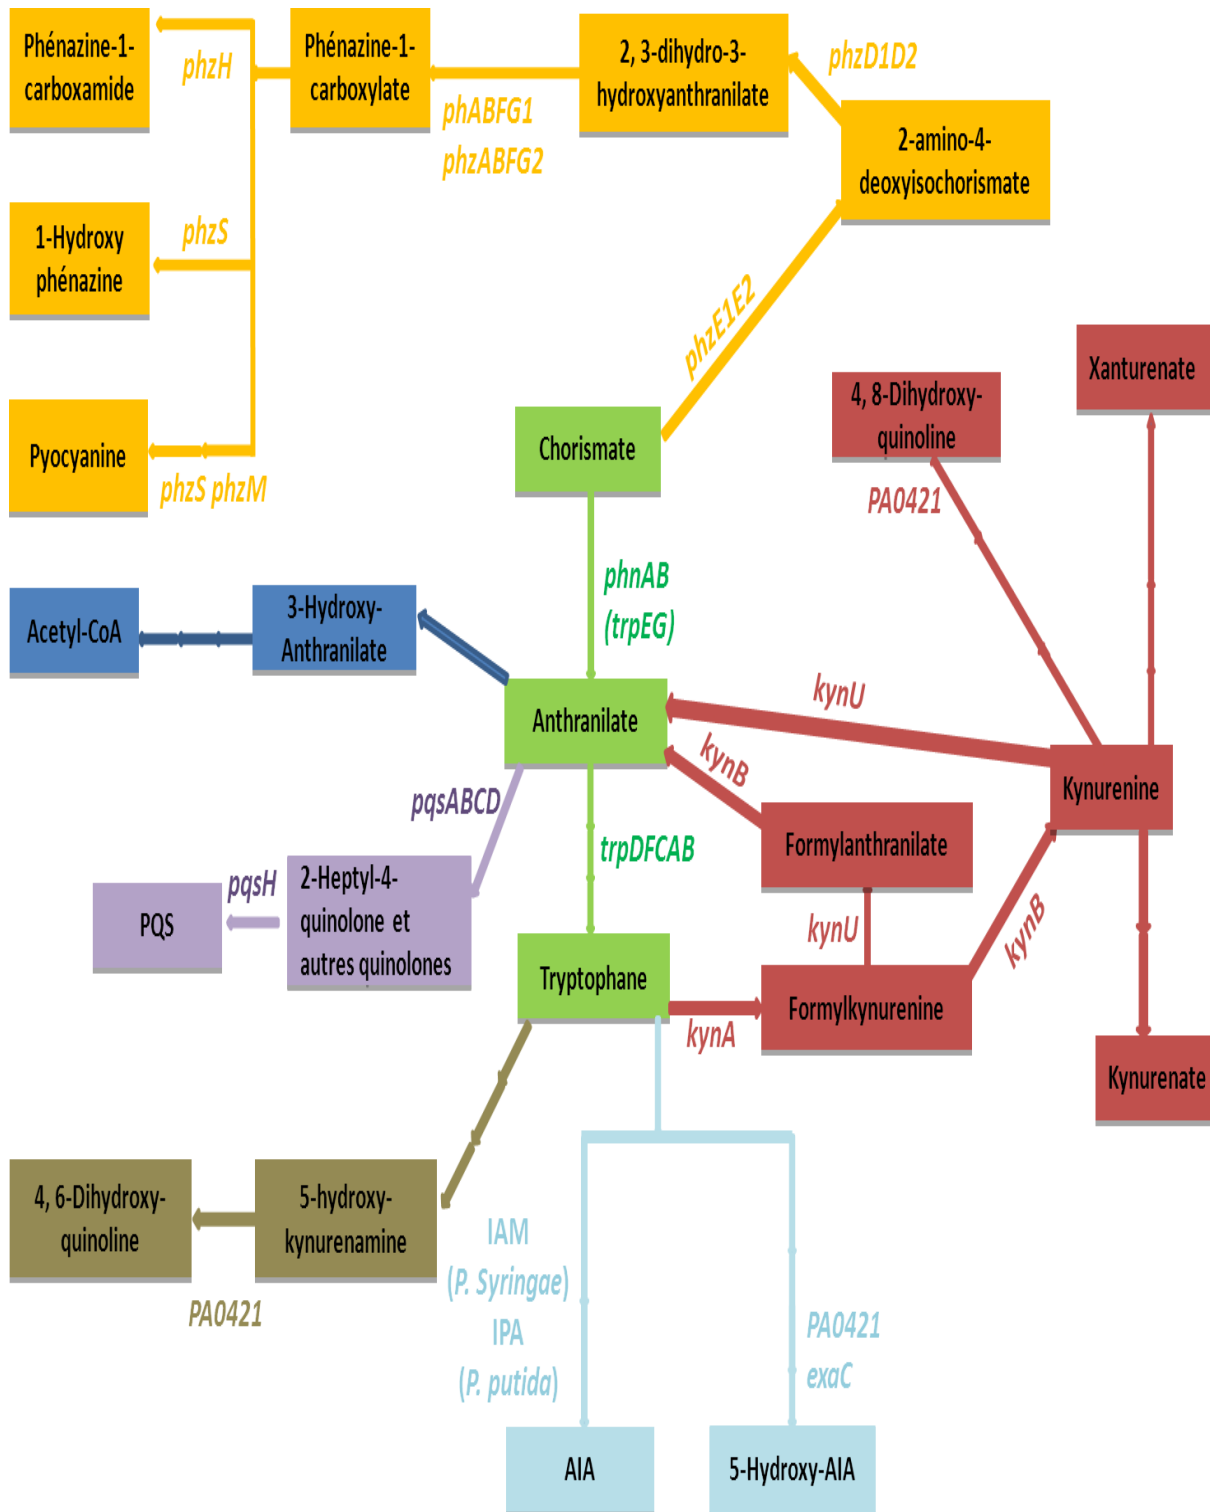 Phénazine-1-
carboxamide
phzH
Phénazine-1-
carboxylate
phABFG1
phzABFG2
2, 3-dihydro-3-
hydroxyanthranilate
phzD1D2
2-amino-4-
deoxyisochorismate
1-Hydroxy
phénazine
phzS
phzE1E2
Pyocyanine
phzS phzM
Chorismate
4, 8-Dihydroxy-
quinoline
PA0421
Xanturenate
phnAB
(trpEG)
Acetyl-CoA
3-Hydroxy-
Anthranilate
Anthranilate
kynU
kynB
Kynurenine
pqsABCD
trpDFCAB
Formylanthranilate
PQS
pqsH
2-Heptyl-4-
quinolone et
autres quinolones
kynU
kynB
Tryptophane
kynA
Formylkynurenine
Kynurenate
4, 6-Dihydroxy-
quinoline
PA0421
5-hydroxy-
kynurenamine
IAM
(P. Syringae)
IPA
(P. putida)
PA0421
exaC
AIA
5-Hydroxy-AIA